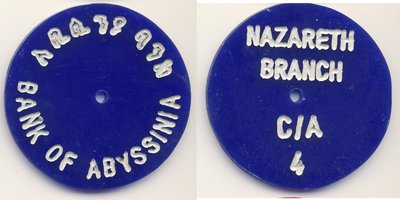 BANK OF ABYSSINIA
NAZARETH
BRANCH
C/A
4